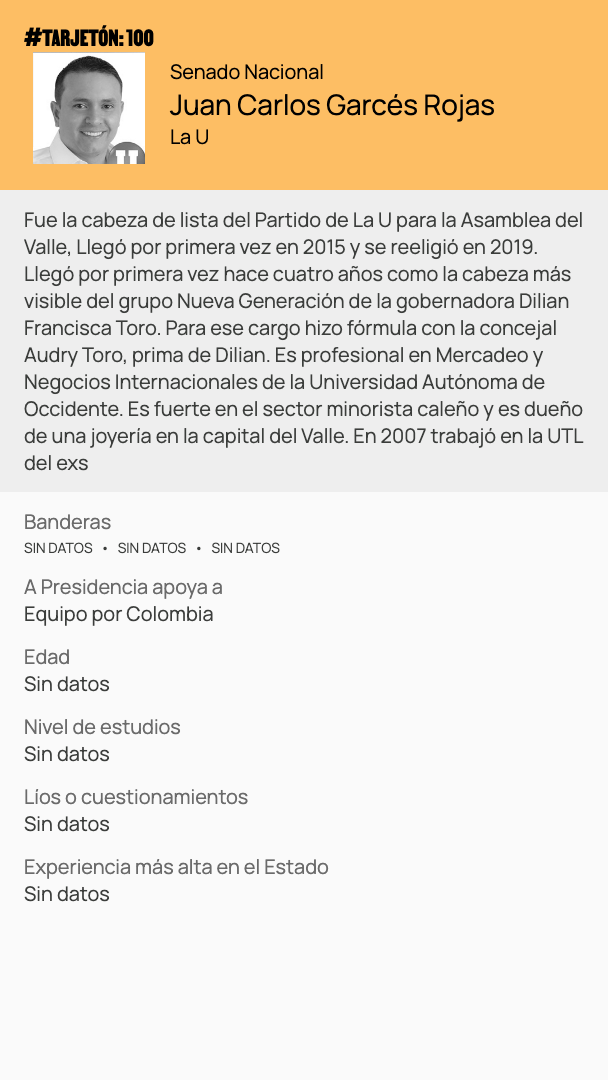 #TARJETÓN: 100
Senado Nacional
Juan Carlos Garcés Rojas
La U
U
Fue la cabeza de lista del Partido de La U para la Asamblea del
Valle, Llegó por primera vez en 2015 y se reeligió en 2019.
Llegó por primera vez hace cuatro años como la cabeza más
visible del grupo Nueva Generación de la gobernadora Dilian
Francisca Toro. Para ese cargo hizo fórmula con la concejal
Audry Toro, prima de Dilian. Es profesional en Mercadeo y
Negocios Internacionales de la Universidad Autónoma de
Occidente. Es fuerte en el sector minorista caleño y es dueño
de una joyería en la capital del Valle. En 2007 trabajó en la UTL
del exs
Banderas
SIN DATOS • SIN DATOS • SIN DATOS
A Presidencia apoya a
Equipo por Colombia
Edad
Sin datos
Nivel de estudios
Sin datos
Líos o cuestionamientos
Sin datos
Experiencia más alta en el Estado
Sin datos